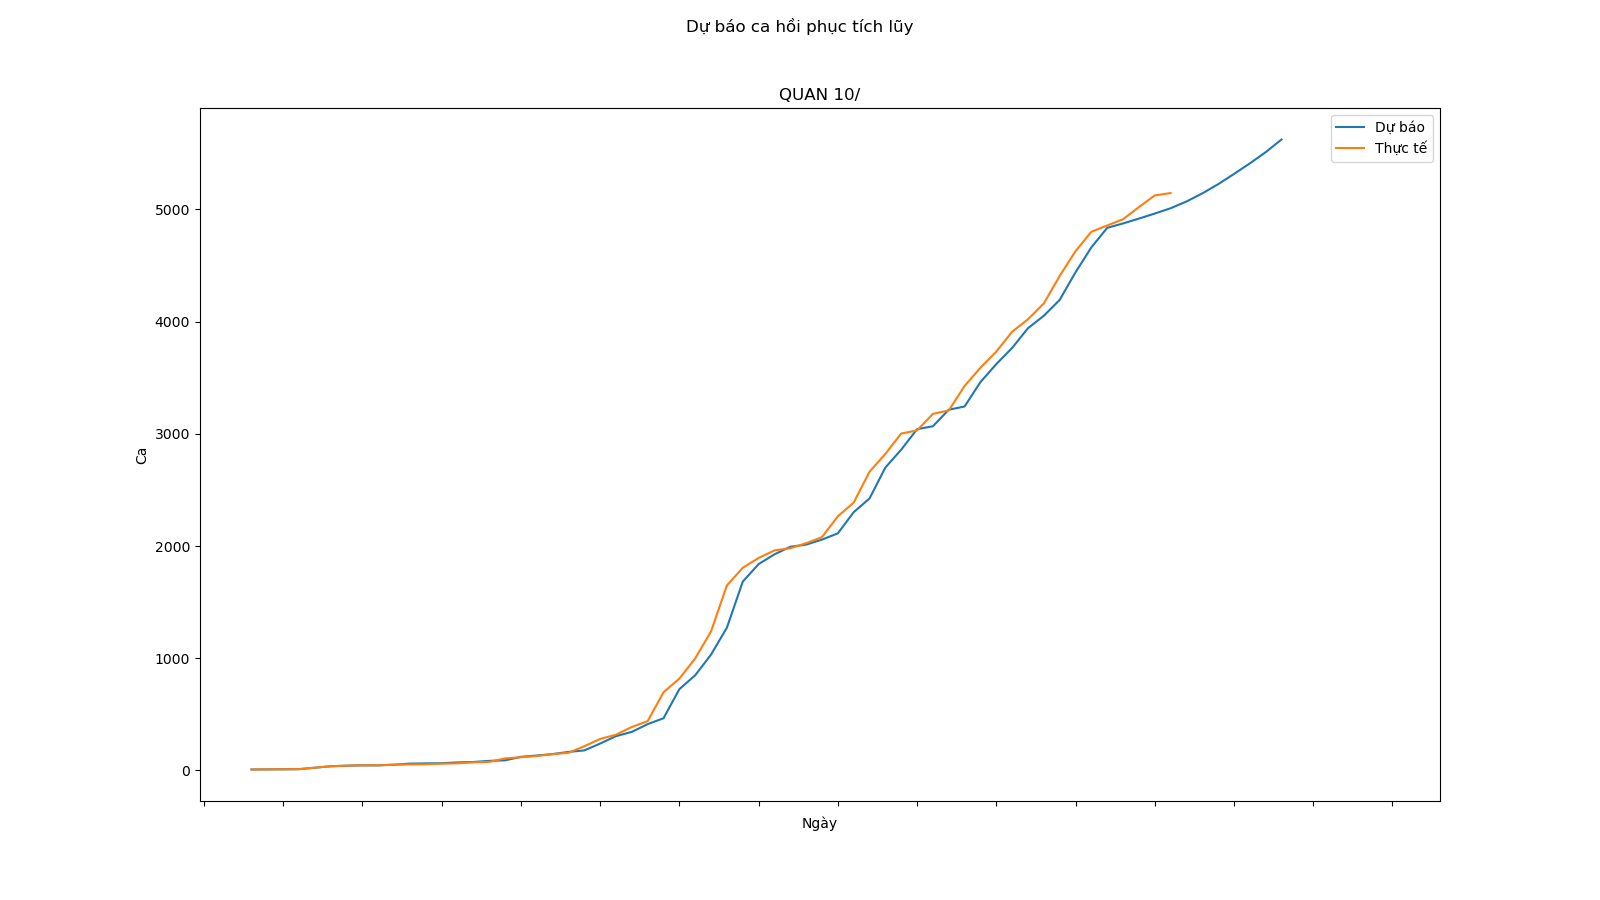 Dự báo ca hồi phục tích lũy
QUAN 10/
Dự báo
Thực tế
5000
4000
3000
2000
1000
0
Ca
Ngày